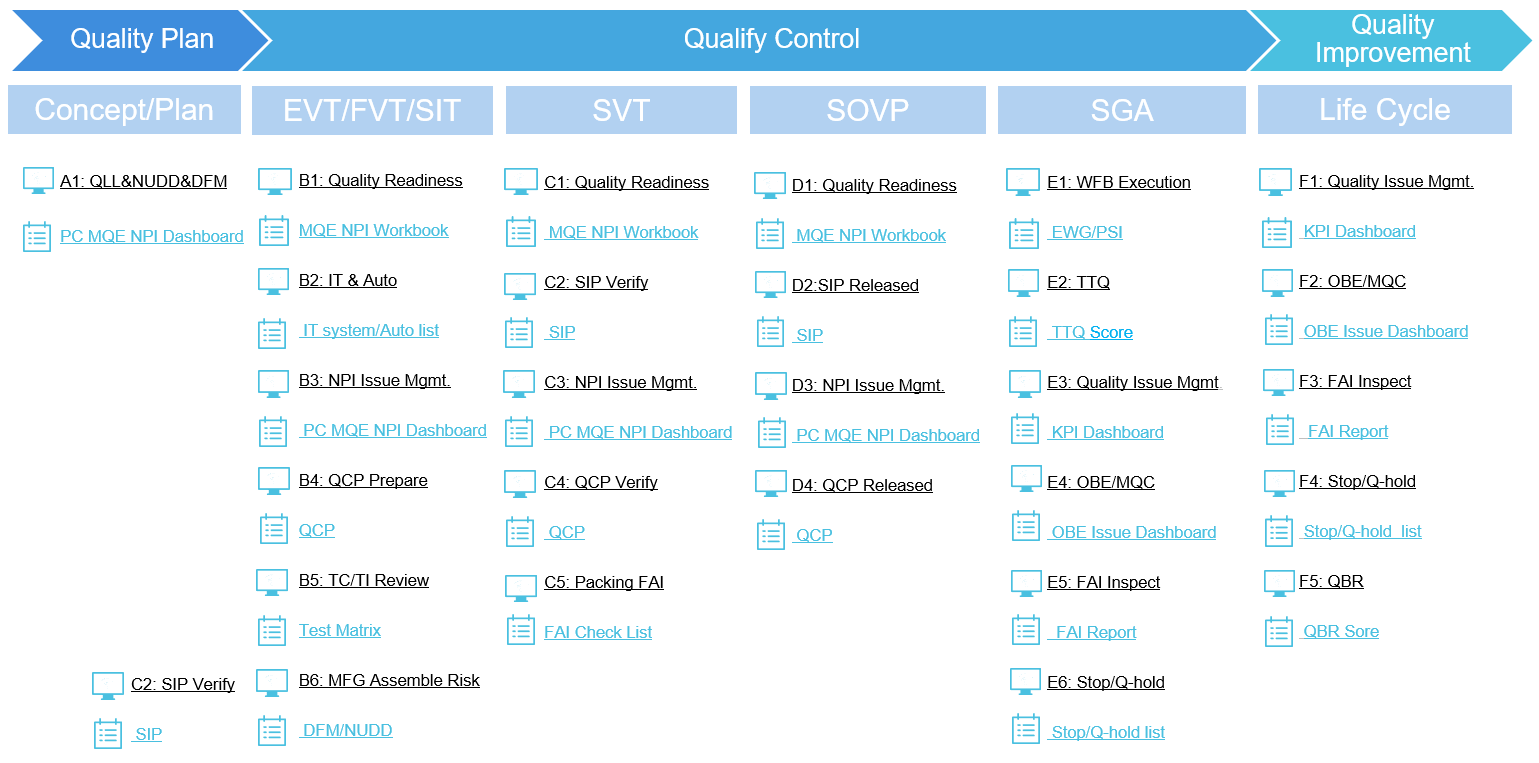 Quality Plan
Qualify Control
Quality
Improvement
Concept/Plan
EVT/FVT/SIT
SVT
SOVP
SGA
Life Cycle
A1: QLL&NUDD&DFM
PC MQE NPI Dashboard
C2: SIP Verify
SIP
B1: Quality Readiness
MQE NPI Workbook
B2: IT & Auto
IT system/Auto list
B3: NPI Issue Mgmt.
PC MQE NPI Dashboard
B4: QCP Prepare
QCP
B5: TC/TI Review
Test Matrix
B6: MFG Assemble Risk
DFM/NUDD
C1: Quality Readiness
MQE NPI Workbook
C2: SIP Verify
SIP
C3: NPI Issue Mgmt.
PC MQE NPI Dashboard
C4: QCP Verify
QCP
C5: Packing FAI
FAI Check List
D1: Quality Readiness
MQE NPI Workbook
D2:SIP Released
SIP
D3: NPI Issue Mgmt.
PC MQE NPI Dashboard
D4: QCP Released
QCP
E1: WFB Execution
EWG/PSI
E2: TTQ
TTQ Score
E3: Quality Issue Mgmt
KPI Dashboard
E4: OBE/MQC
OBE Issue Dashboard
E5: FAI Inspect
FAI Report
E6: Stop/Q-hold
Stop/Q-hold list
F1: Quality Issue Mgmt.
KPI Dashboard
F2: OBE/MQC
OBE Issue Dashboard
F3: FAI Inspect
FAI Report
F4: Stop/Q-hold
Stop/Q-hold list
F5: QBR
QBR Sore